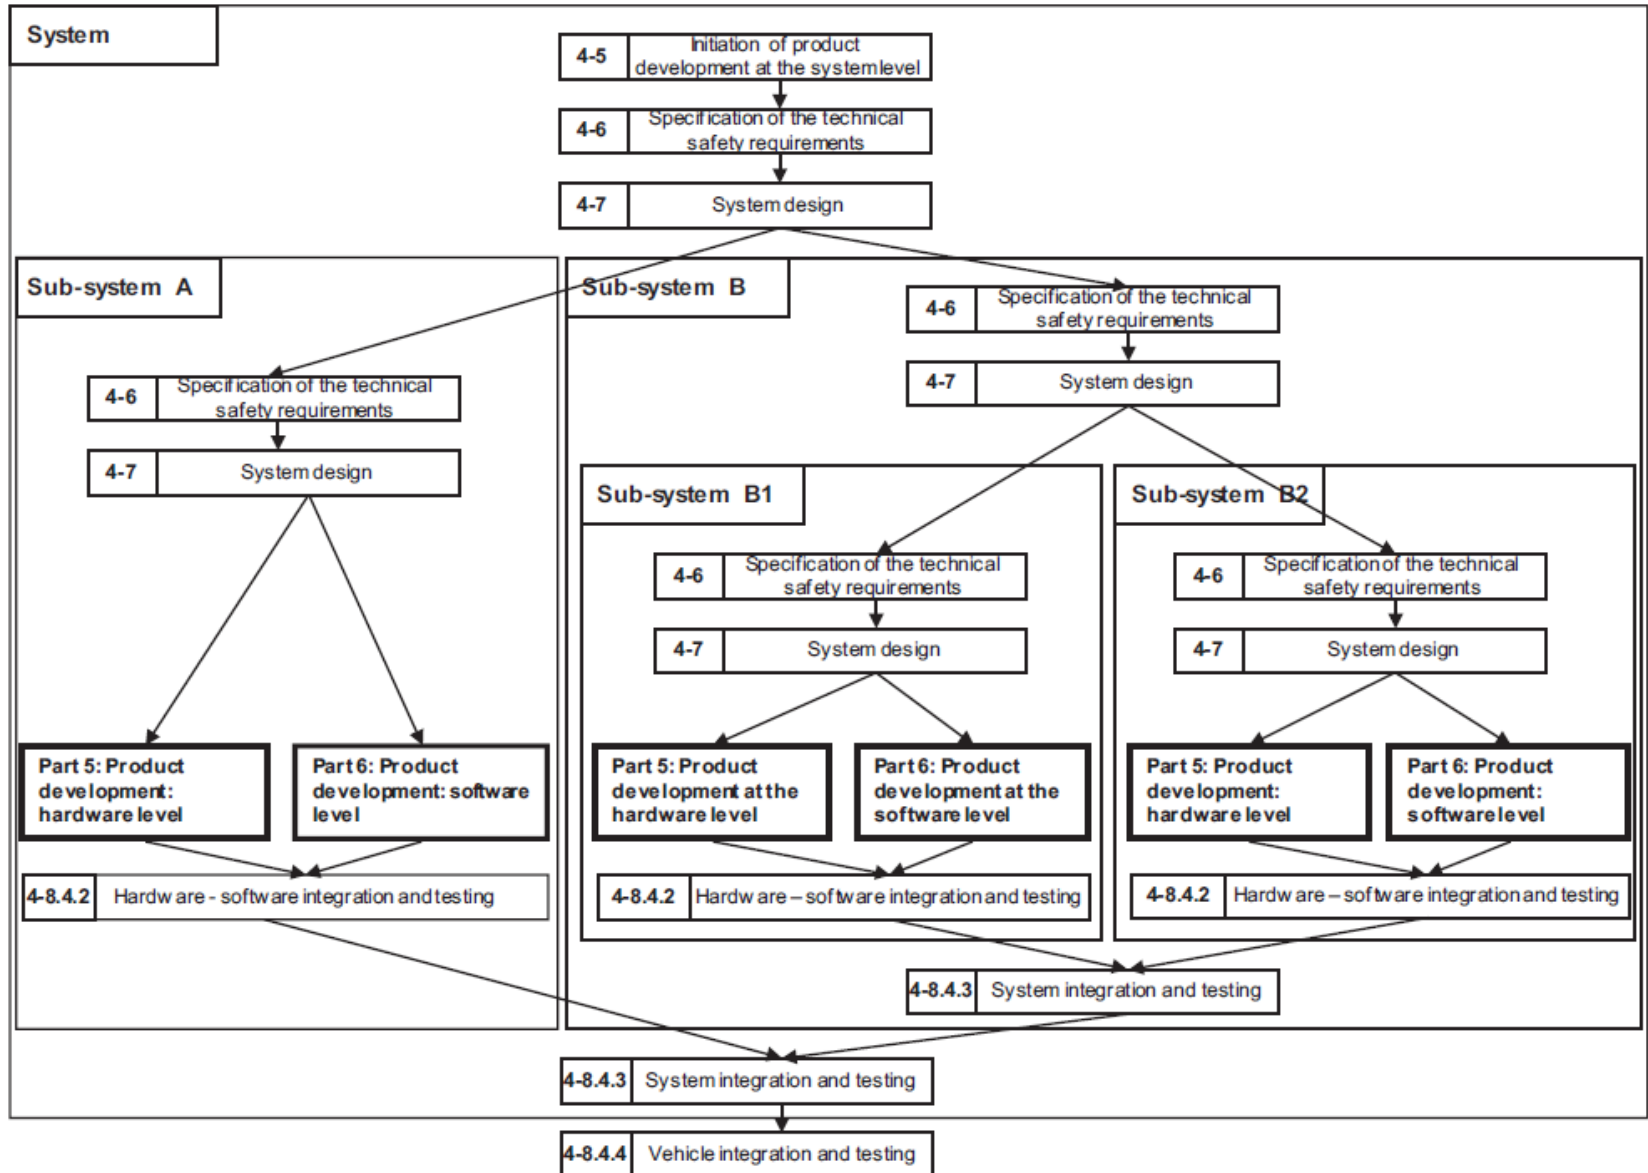 System
4-5
Initiation of product
development at the system level
4-6
Specification of the technical
safety requirements
4-7
System design
Sub-system A
4-6
Specification of the technical
safety requirements
4-7
System design
Part 5: Product
development:
hardware level
Part 6: Product
development: software
level
4-8.4.2
Hardware - software integration and testing
Sub-system B
4-6
Specification of the technical
safety requirements
4-7
System design
Sub-system B1
4-6
Specification of the technical
safety requirements
4-7
System design
Part 5: Product
development at the
hardware level
Part 6: Product
development at the
software level
4-8.4.2
Hardware – software integration and testing
Sub-system B2
4-6
Specification of the technical
safety requirements
4-7
System design
Part 5: Product
development:
hardware level
Part 6: Product
development:
software level
4-8.4.2
Hardware – software integration and testing
4-8.4.3
System integration and testing
4-8.4.3
System integration and testing
4-8.4.4
Vehicle integration and testing